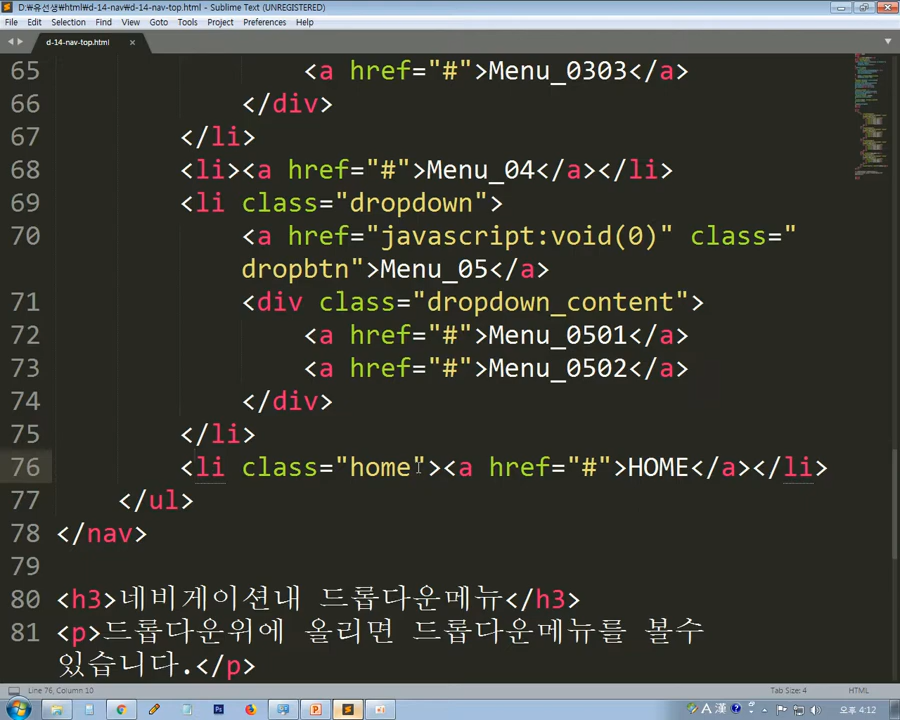 D:\유선생\html\d-14-nav\d-14-nav-top.html - Sublime Text (UNREGISTERED)
File Edit Selection Find View Goto Tools Project Preferences Help
d-14-nav-top.html
65 <a href="#">Menu_0303</a>
66 </div>
67 </li>
68 <li><a href="#">Menu_04</a></li>
69 <li class="dropdown">
70 <a href="javascript:void(0)" class="
dropbtn">Menu_05</a>
71 <div class="dropdown_content">
72 <a href="#">Menu_0501</a>
73 <a href="#">Menu_0502</a>
74 </div>
75 </li>
76 <li class="home"><a href="#">HOME</a></li>
77 </ul>
78 </nav>
79
80 <h3>네비게이션내 드롭다운메뉴</h3>
81 <p>드롭다운위에 올리면 드롭다운메뉴를 볼수
있습니다.</p>
Line 76, Column 10 Tab Size: 4 HTML
A 漢 오후 4:12